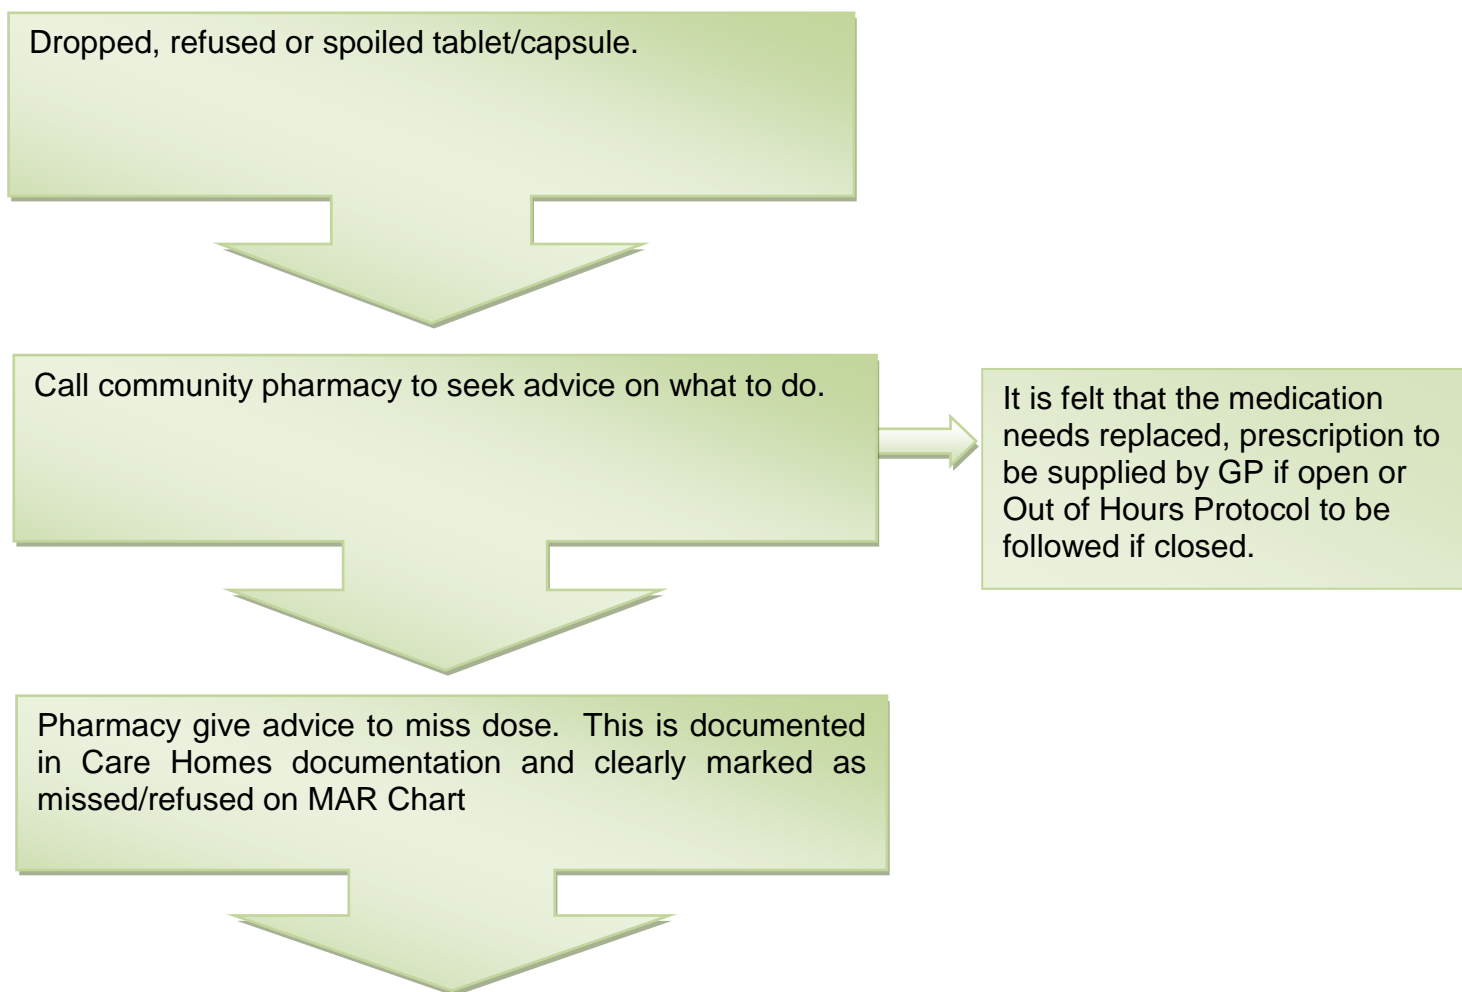 Dropped, refused or spoiled tablet/capsule.
Call community pharmacy to seek advice on what to do.
It is felt that the medication
needs replaced, prescription to
be supplied by GP if open or
Out of Hours Protocol to be
followed if closed.
Pharmacy give advice to miss dose.  This is documented
in Care Homes documentation and clearly marked as
missed/refused on MAR Chart